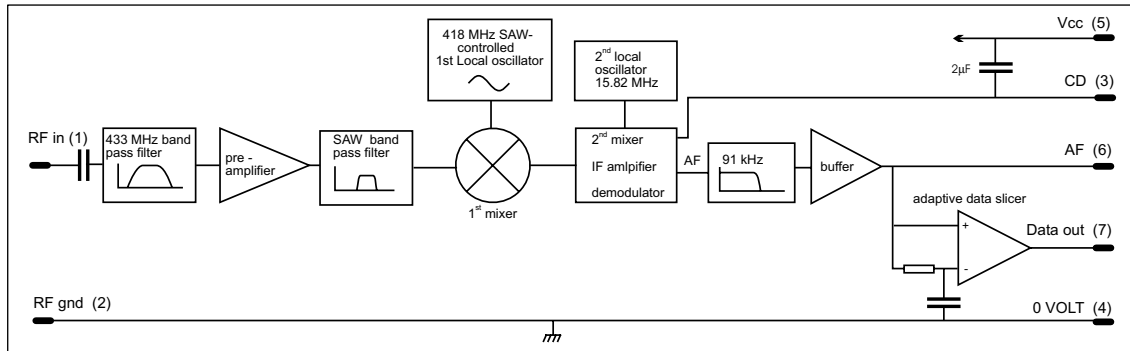 418 MHz SAW-
controlled
1st Local oscillator
2nd local
oscillator
15.82 MHz
Vcc (5)
2µF
CD (3)
RF in (1)
433 MHz band
pass filter
pre -
amplifier
SAW band
pass filter
1st mixer
2nd mixer
IF amlpifier
demodulator
AF
91 kHz
buffer
AF (6)
adaptive data slicer
+
-
Data out (7)
RF gnd (2)
0 VOLT (4)